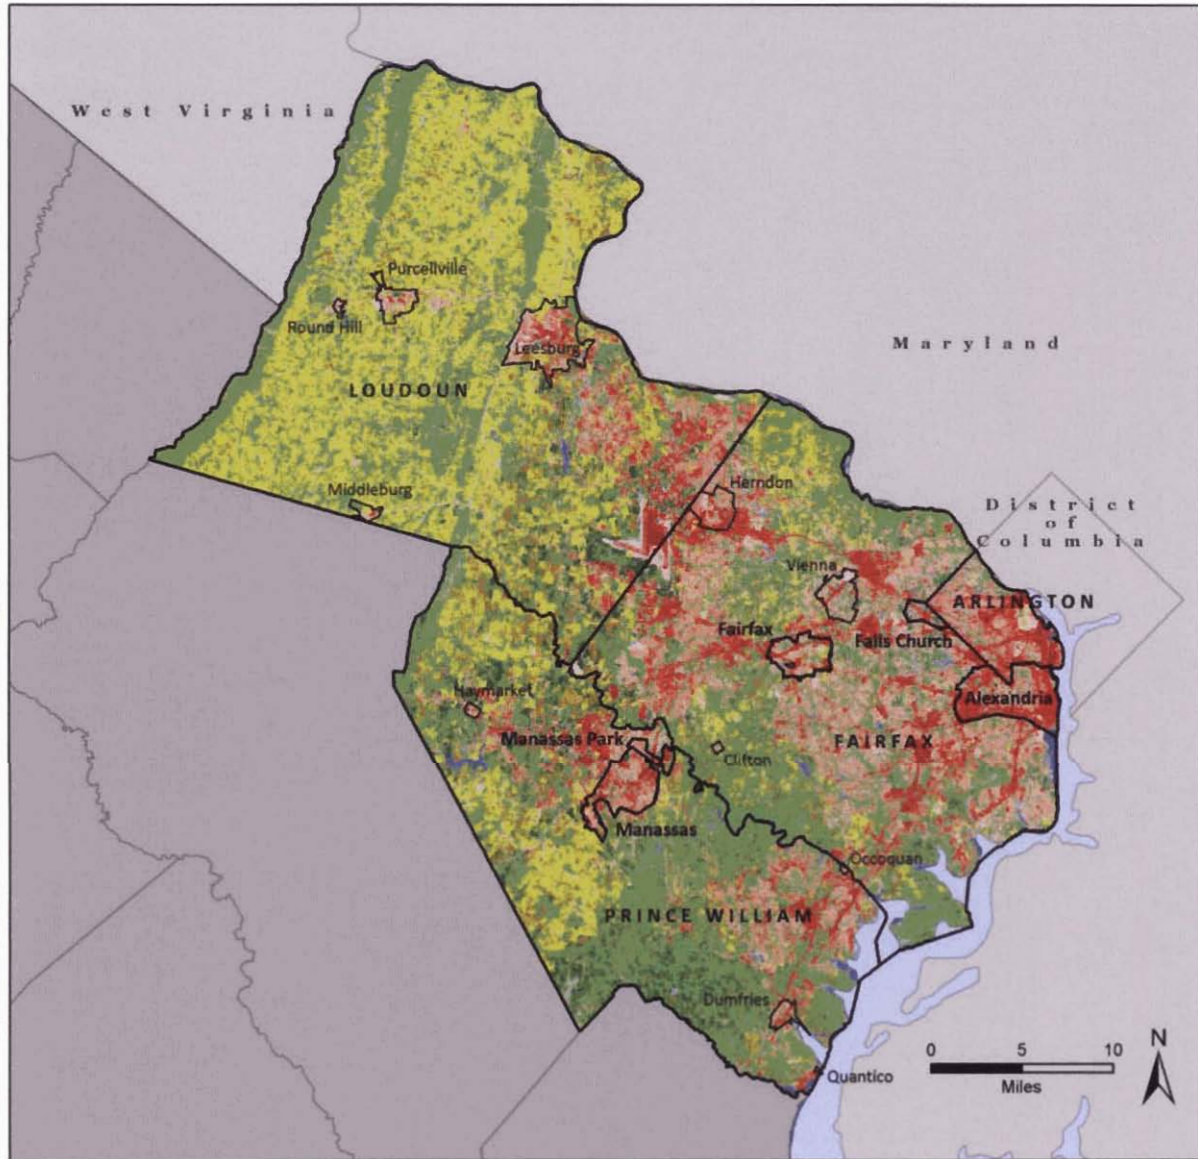 West Virginia
Purcellville
Round Hill
Leesburg
Maryland
LOUDOUN
Middleburg
Herndon
District
of
Columbia
Vienna
ARLINGTON
Fairfax
Falls Church
Haymarket
Alexandria
Manassas Park
FAIRFAX
Clifton
Manassas
Occoquan
PRINCE WILLIAM
Dumfries
N
0 5 10
Miles
Quantico